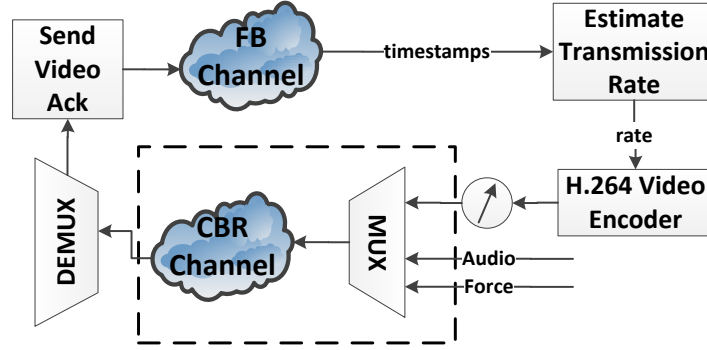 Send
Video
Ack
FB
Channel
timestamps
Estimate
Transmission
Rate
rate
H.264 Video
Encoder
DEMUX
CBR
Channel
MUX
Audio
Force